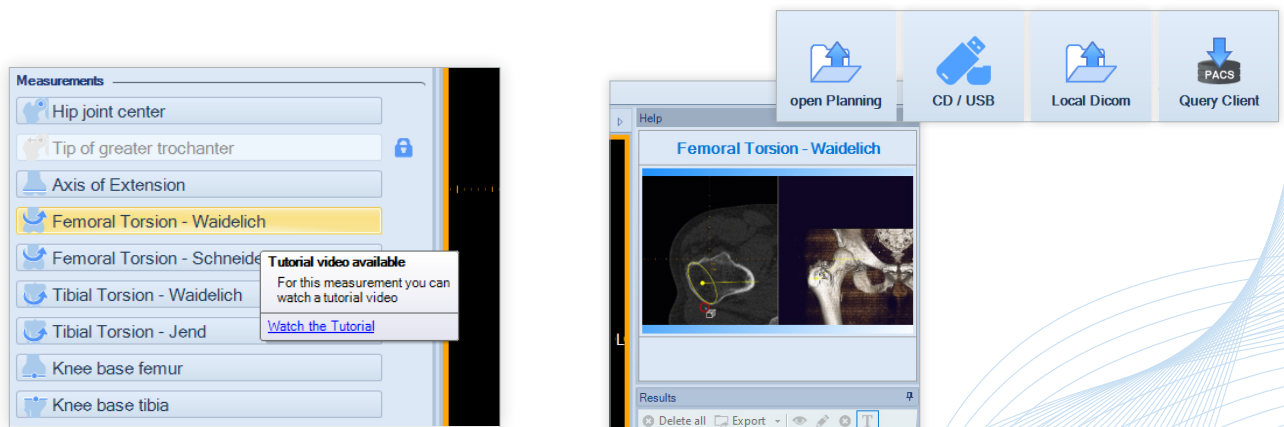 Measurements
Hip joint center
Tip of greater trochanter
Axis of Extension
Femoral Torsion - Waidelich
Femoral Torsion - Schneide
Tibial Torsion - Waidelich
Tibial Torsion - Jend
Knee base femur
Knee base tibia
Tutorial video available
For this measurement you can
watch a tutorial video
Watch the Tutorial
open Planning
CD / USB
Local Dicom
PACS
Query Client
Help
Femoral Torsion - Waidelich
Results
Delete all
Export
T